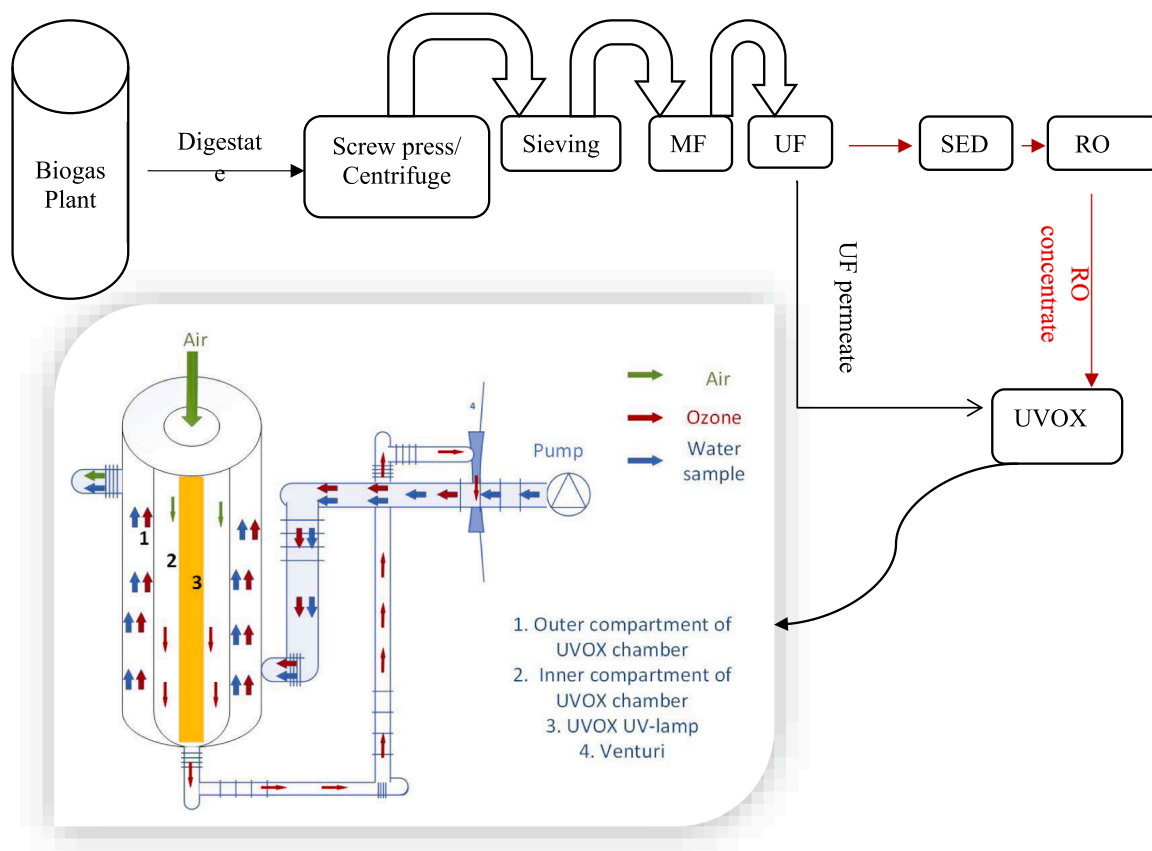 Biogas
Plant
Digestat
e
Screw press/
Centrifuge
Sieving
MF
UF
SED
RO
UF permeate
RO
concentrate
UVOX
Air
Air
Ozone
Water
sample
4
Pump
1
2
3
1. Outer compartment of
UVOX chamber
2. Inner compartment of
UVOX chamber
3. UVOX UV-lamp
4. Venturi